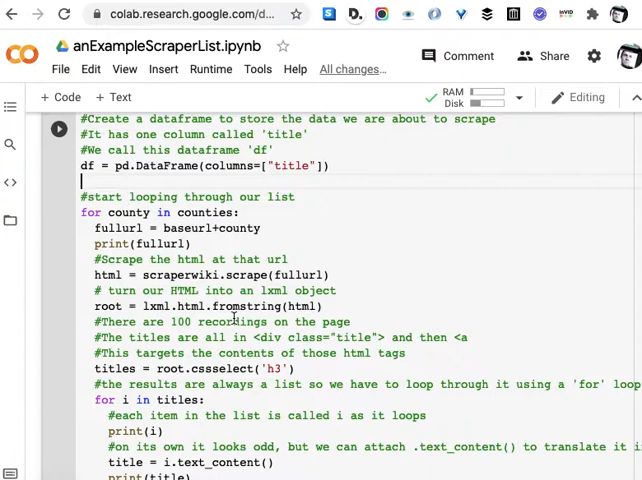 colab.research.google.com/d...
anExampleScraperList.ipynb
Comment
Share
File Edit View Insert Runtime Tools Help All changes...
+ Code + Text
RAM
Disk
Editing
#Create a dataframe to store the data we are about to scrape
#It has one column called 'title'
#We call this dataframe 'df'
df = pd.DataFrame(columns=["title"])
#start looping through our list
for county in counties:
fullurl = baseurl+county
print(fullurl)
#Scrape the html at that url
html = scraperwiki.scrape(fullurl)
# turn our HTML into an lxml object
root = lxml.html.fromstring(html)
#There are 100 recordings on the page
#The titles are all in <div class="title"> and then <a
#This targets the contents of those html tags
titles = root.cssselect('h3')
#the results are always a list so we have to loop through it using a 'for' loop
for i in titles:
#each item in the list is called i as it loops
print(i)
#on its own it looks odd, but we can attach .text_content() to translate it i
title = i.text_content()
print(title)